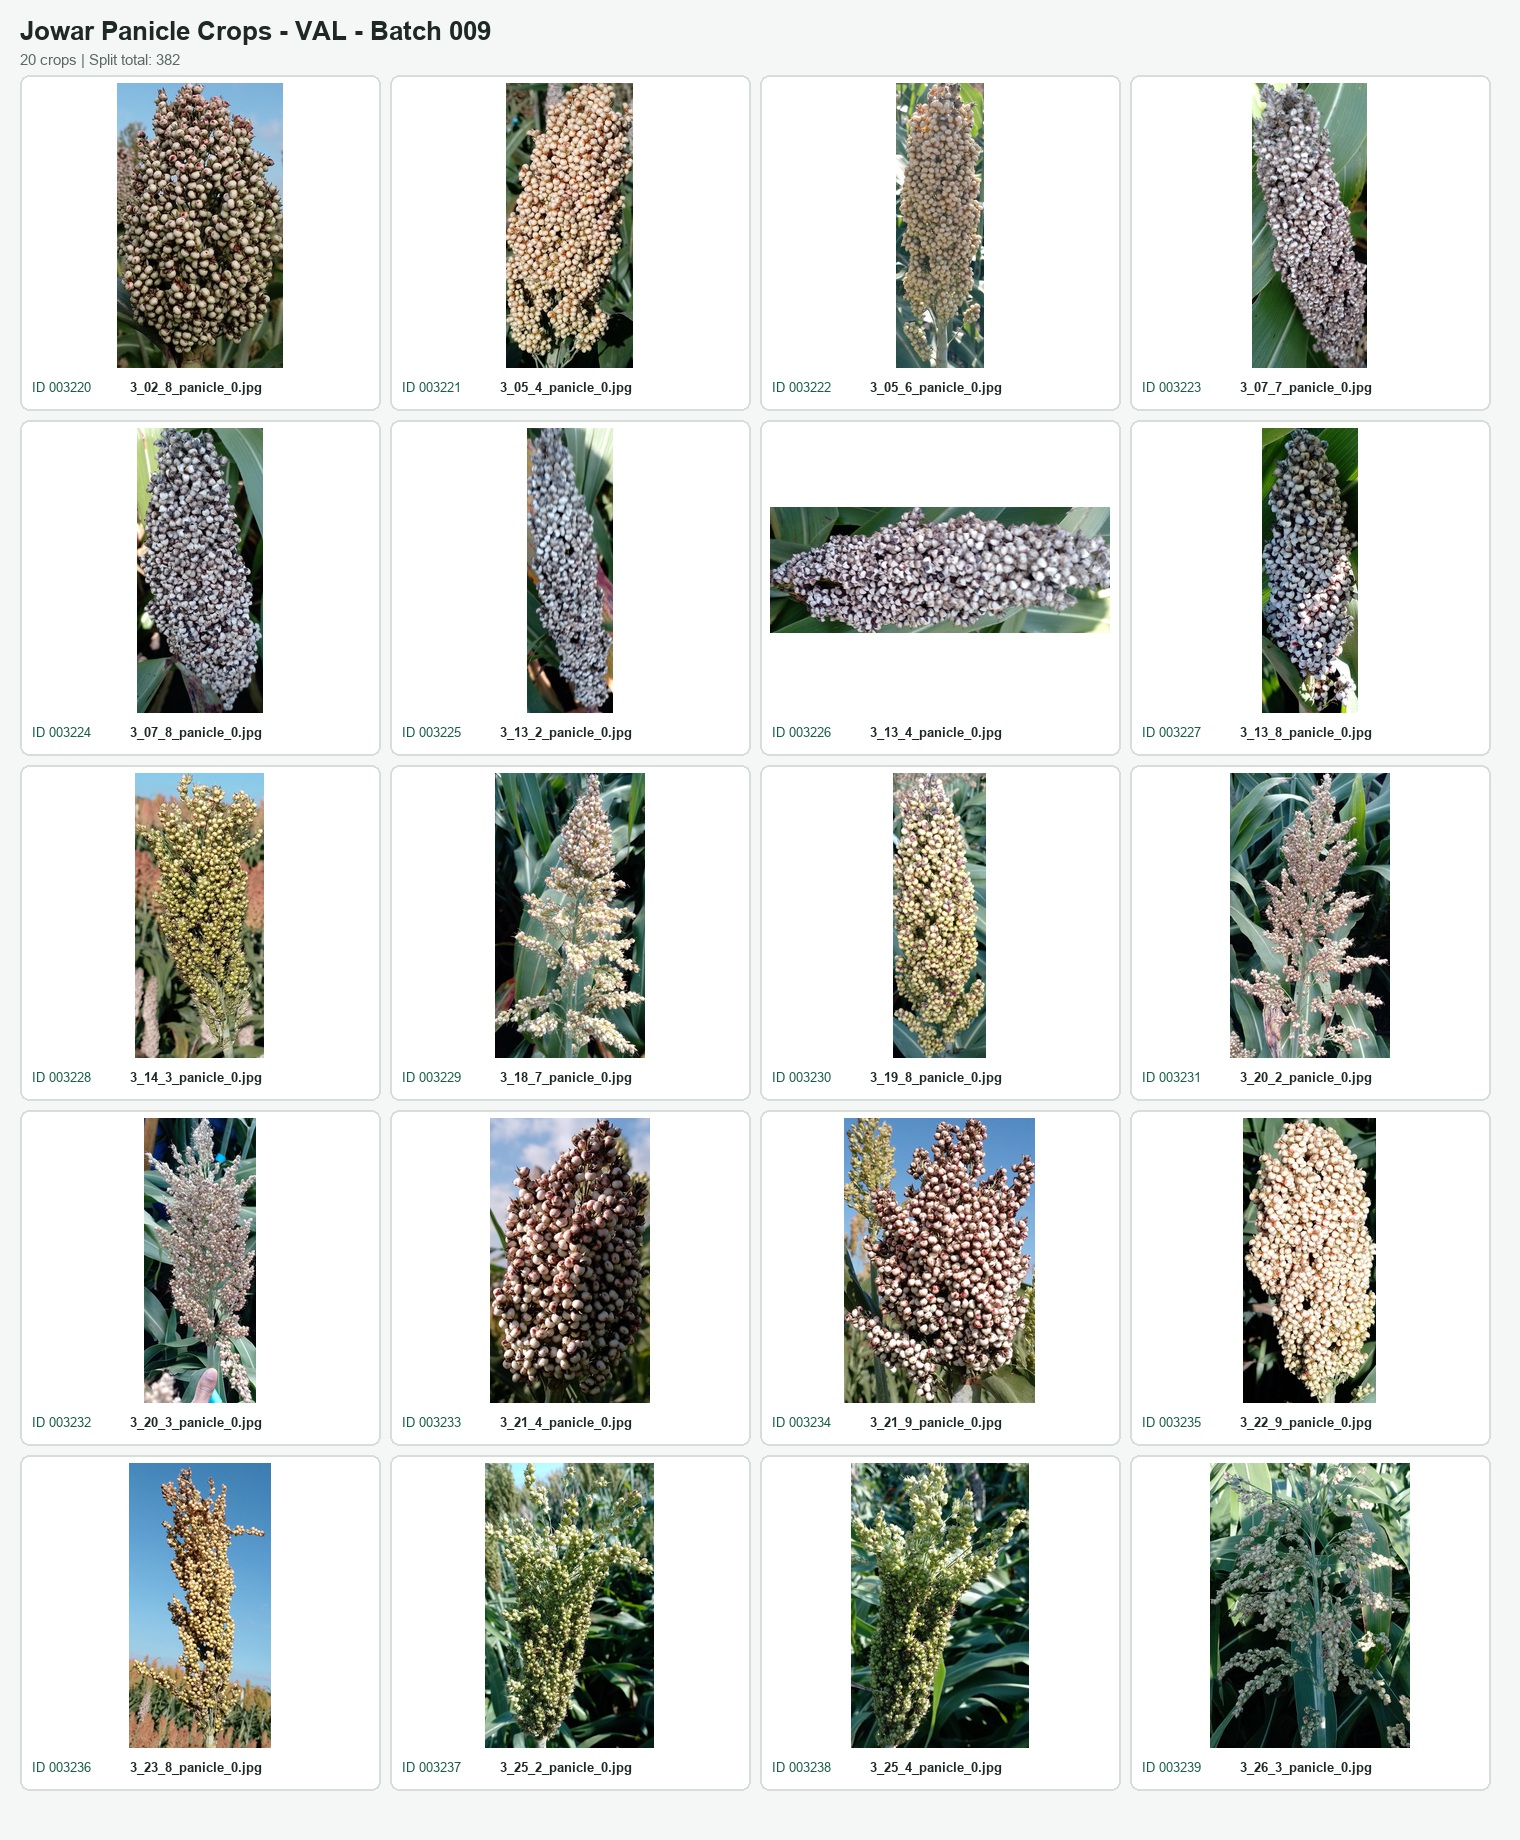 Jowar Panicle Crops - VAL - Batch 009
20 crops | Split total: 382
ID 003220 3_02_8_panicle_0.jpg
ID 003221 3_05_4_panicle_0.jpg
ID 003222 3_05_6_panicle_0.jpg
ID 003223 3_07_7_panicle_0.jpg
ID 003224 3_07_8_panicle_0.jpg
ID 003225 3_13_2_panicle_0.jpg
ID 003226 3_13_4_panicle_0.jpg
ID 003227 3_13_8_panicle_0.jpg
ID 003228 3_14_3_panicle_0.jpg
ID 003229 3_18_7_panicle_0.jpg
ID 003230 3_19_8_panicle_0.jpg
ID 003231 3_20_2_panicle_0.jpg
ID 003232 3_20_3_panicle_0.jpg
ID 003233 3_21_4_panicle_0.jpg
ID 003234 3_21_9_panicle_0.jpg
ID 003235 3_22_9_panicle_0.jpg
ID 003236 3_23_8_panicle_0.jpg
ID 003237 3_25_2_panicle_0.jpg
ID 003238 3_25_4_panicle_0.jpg
ID 003239 3_26_3_panicle_0.jpg